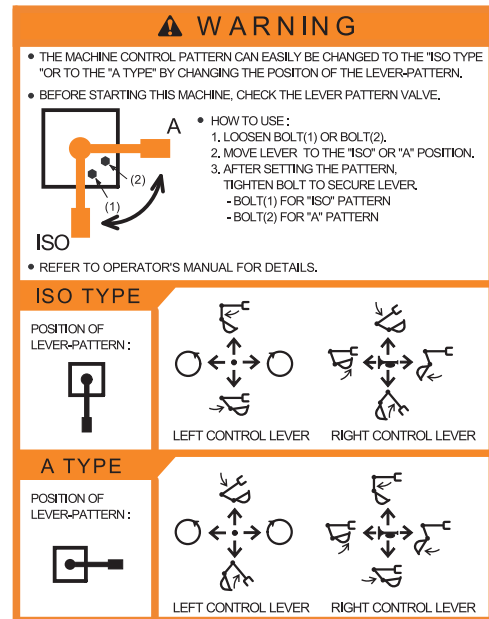 WARNING
• THE MACHINE CONTROL PATTERN CAN EASILY BE CHANGED TO THE "ISO TYPE
"OR TO THE "A TYPE" BY CHANGING THE POSITON OF THE LEVER-PATTERN.
• BEFORE STARTING THIS MACHINE, CHECK THE LEVER PATTERN VALVE.
A
(2)
(1)
ISO
• HOW TO USE :
1. LOOSEN BOLT(1) OR BOLT(2).
2. MOVE LEVER TO THE "ISO" OR "A" POSITION.
3. AFTER SETTING THE PATTERN,
TIGHTEN BOLT TO SECURE LEVER.
- BOLT(1) FOR "ISO" PATTERN
- BOLT(2) FOR "A" PATTERN
• REFER TO OPERATOR'S MANUAL FOR DETAILS.
ISO TYPE
POSITION OF
LEVER-PATTERN :
LEFT CONTROL LEVER
RIGHT CONTROL LEVER
A TYPE
POSITION OF
LEVER-PATTERN :
LEFT CONTROL LEVER
RIGHT CONTROL LEVER